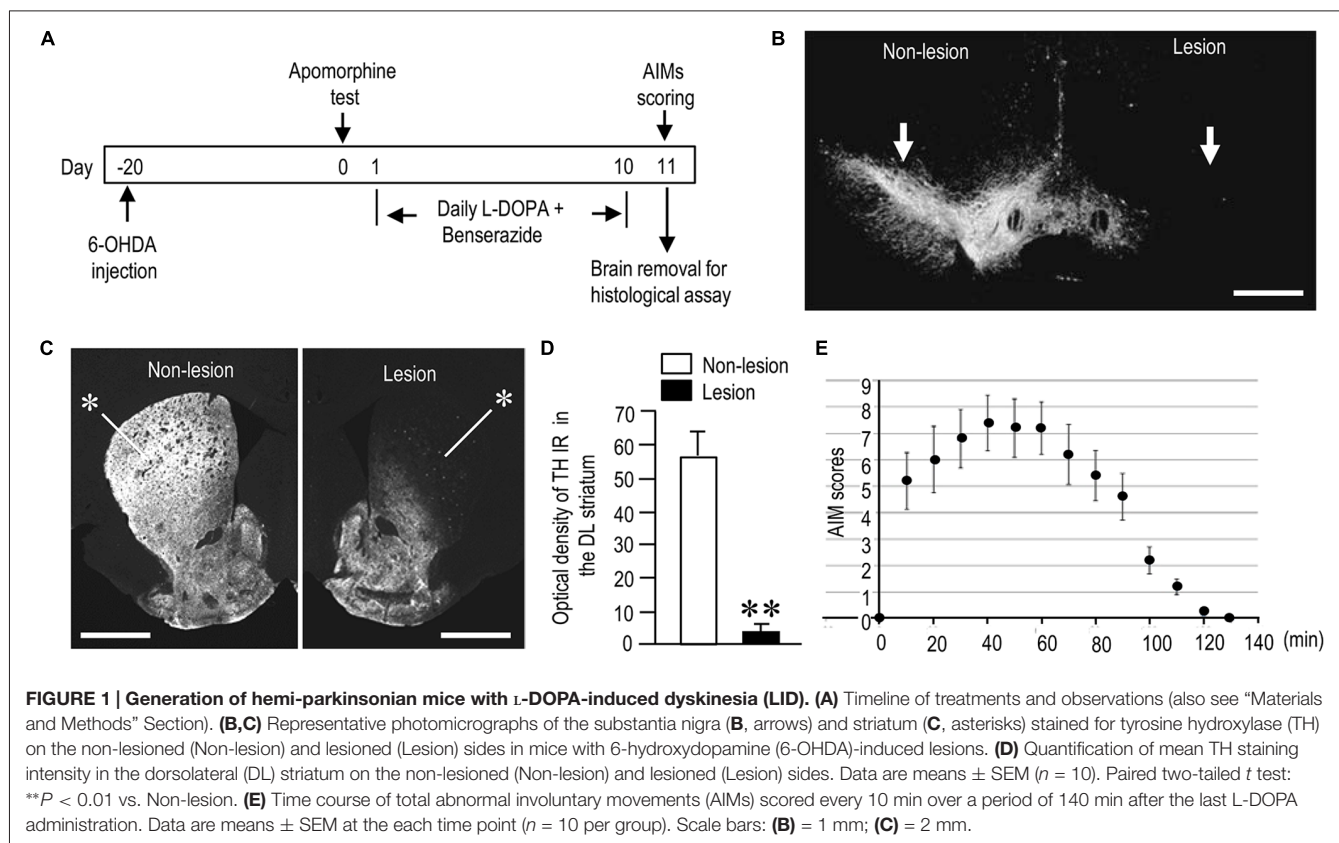 A
Apomorphine
test
AIMs
scoring
Day
-20
0
1
10
11
6-OHDA
injection
Daily L-DOPA +
Benserazide
Brain removal for
histological assay
B
Non-lesion
Lesion
C
Non-lesion
*
Lesion
*
D
Non-lesion
Lesion
Optical density of TH IR in
the DL striatum
70
60
50
40
30
20
10
0
**
E
AIM scores
9
8
7
6
5
4
3
2
1
0
0 20 40 60 80 100 120 140 (min)
FIGURE 1 | Generation of hemi-parkinsonian mice with L-DOPA-induced dyskinesia (LID). (A) Timeline of treatments and observations (also see “Materials
and Methods” Section). (B,C) Representative photomicrographs of the substantia nigra (B, arrows) and striatum (C, asterisks) stained for tyrosine hydroxylase (TH)
on the non-lesioned (Non-lesion) and lesioned (Lesion) sides in mice with 6-hydroxydopamine (6-OHDA)-induced lesions. (D) Quantification of mean TH staining
intensity in the dorsolateral (DL) striatum on the non-lesioned (Non-lesion) and lesioned (Lesion) sides. Data are means ± SEM (n = 10). Paired two-tailed t test:
**P < 0.01 vs. Non-lesion. (E) Time course of total abnormal involuntary movements (AIMs) scored every 10 min over a period of 140 min after the last L-DOPA
administration. Data are means ± SEM at the each time point (n = 10 per group). Scale bars: (B) = 1 mm; (C) = 2 mm.